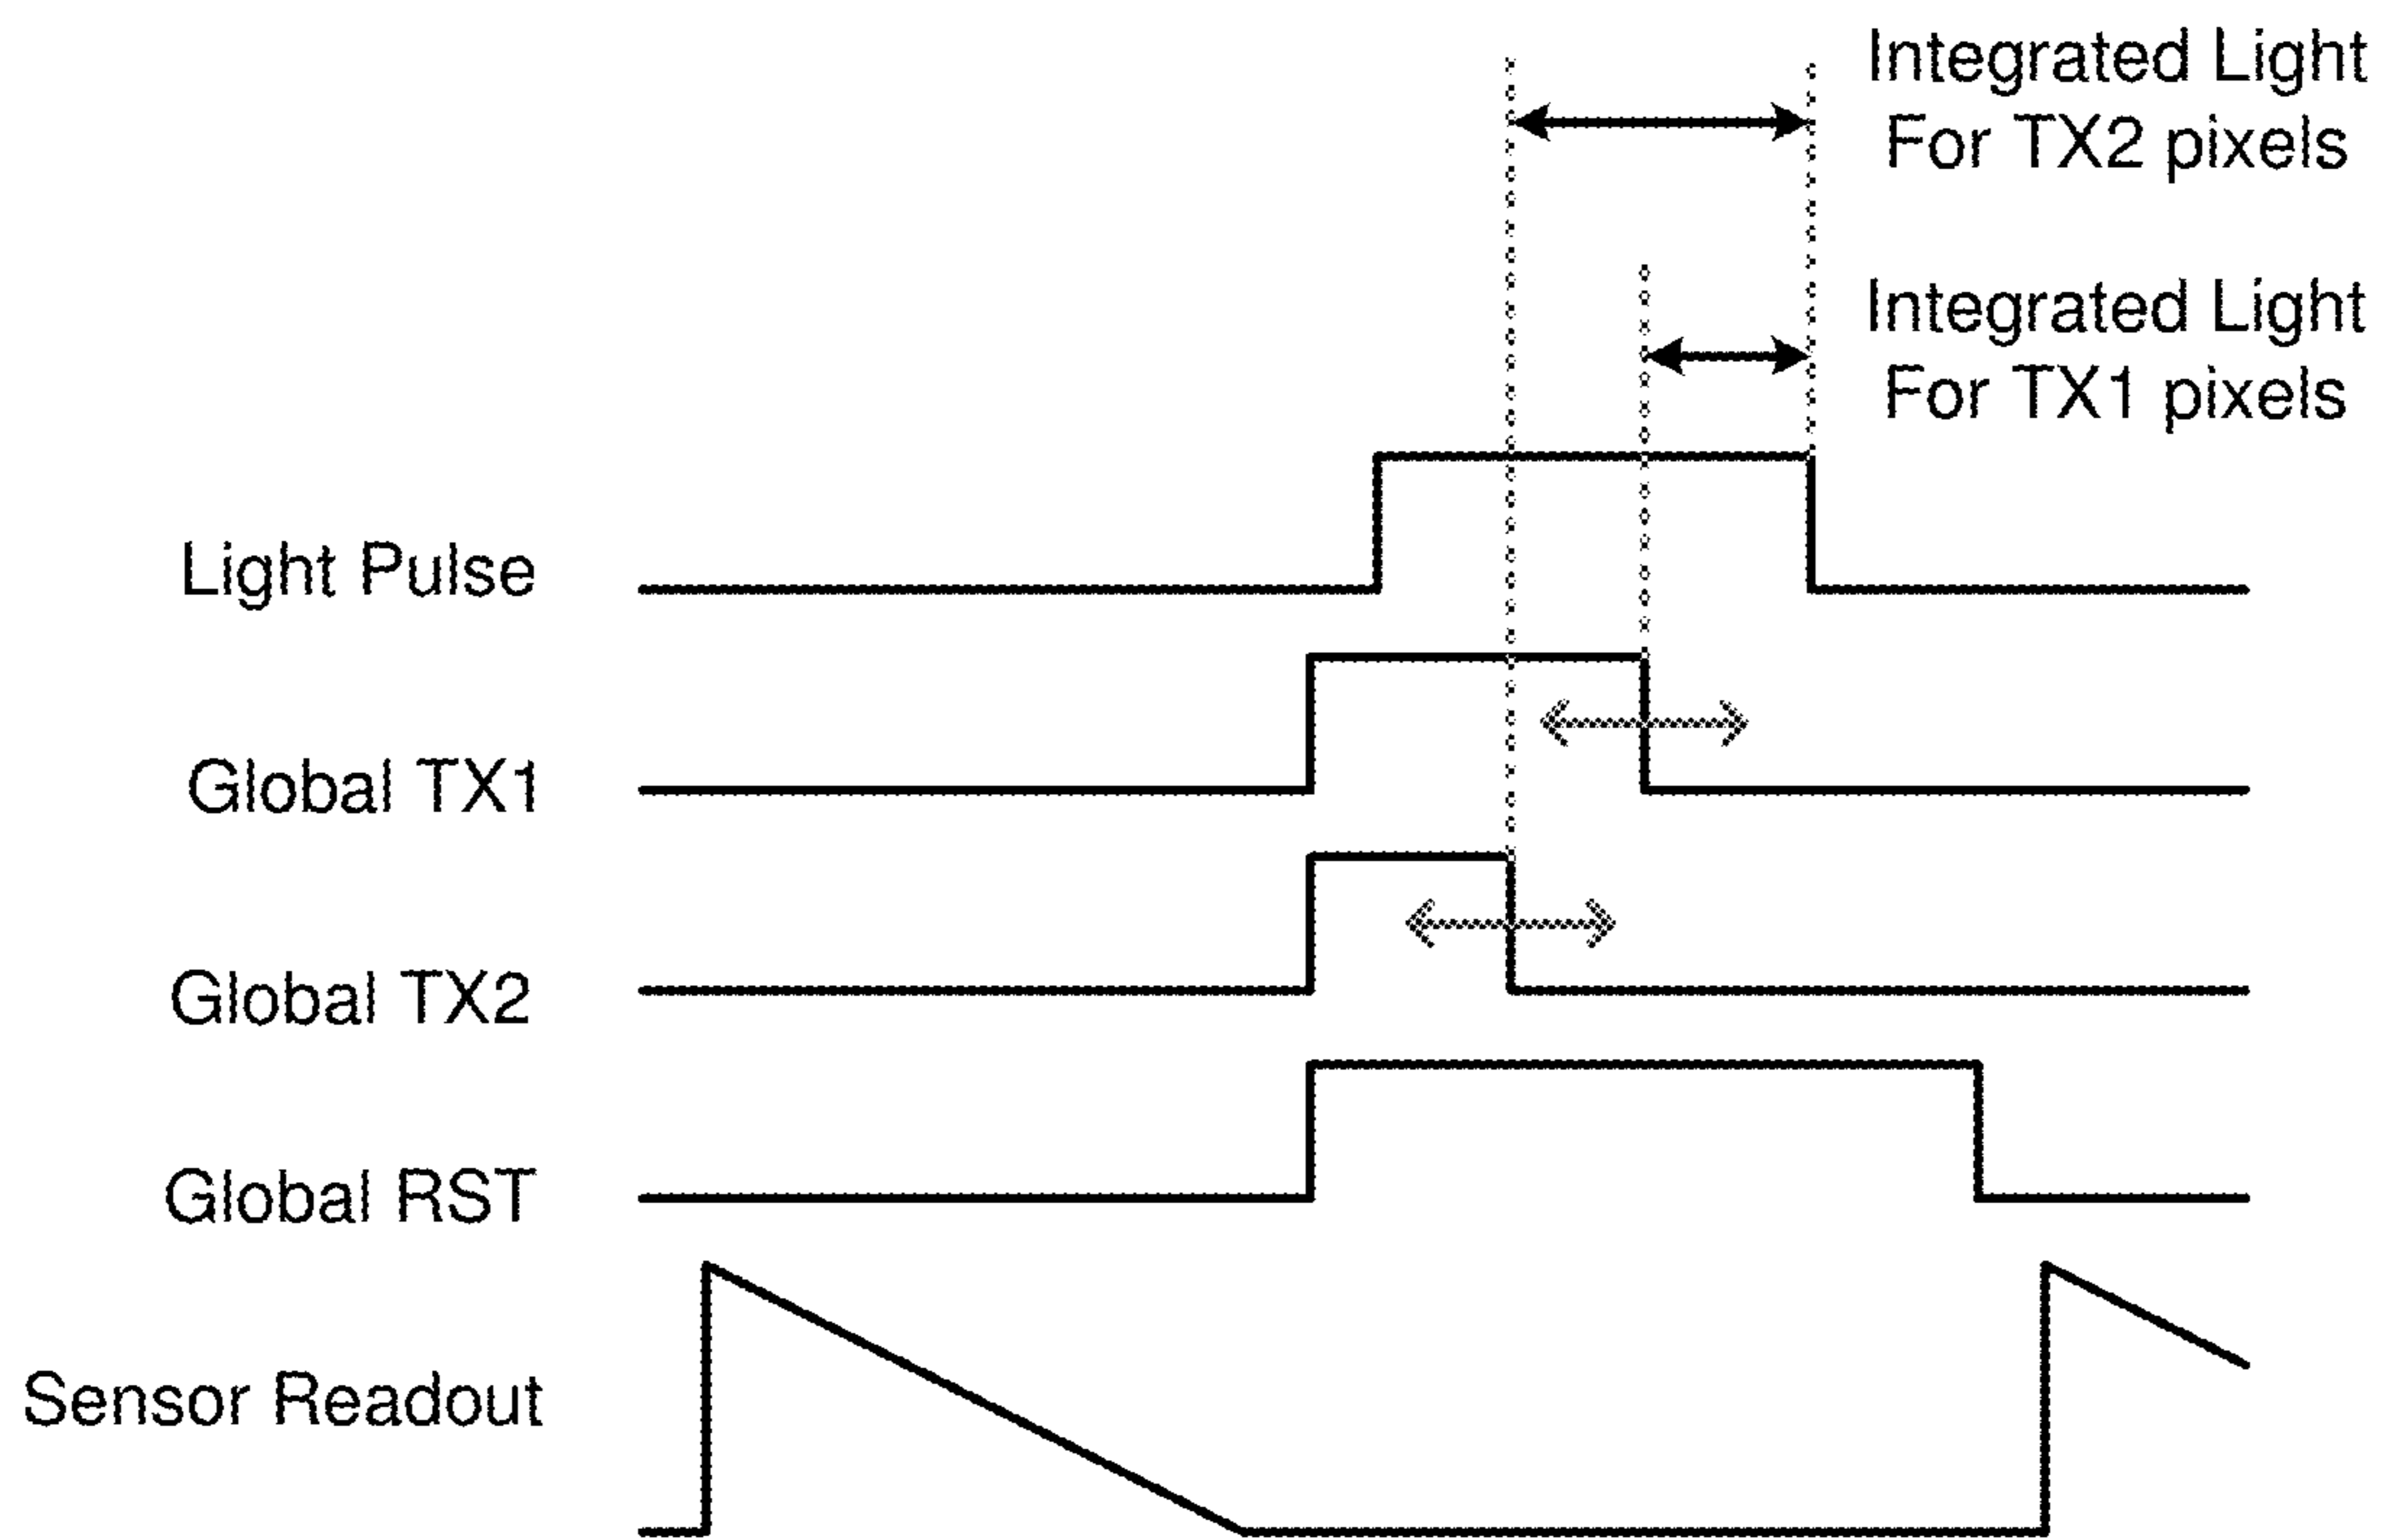 Integrated Light
For TX2 pixels
Integrated Light
For TX1 pixels
Light Pulse
Global TX1
Global TX2
Global RST
Sensor Readout